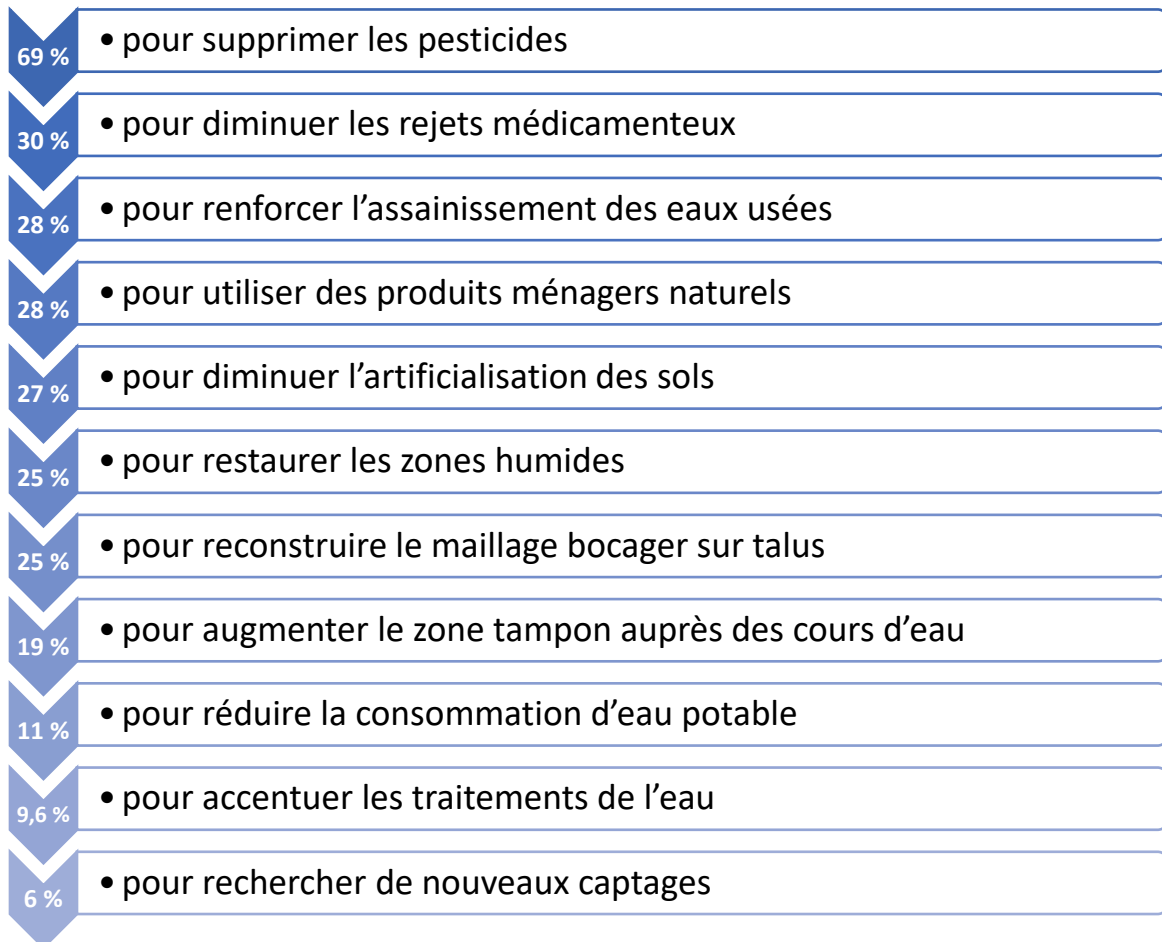 69 % • pour supprimer les pesticides
30 % • pour diminuer les rejets médicamenteux
28 % • pour renforcer l’assainissement des eaux usées
28 % • pour utiliser des produits ménagers naturels
27 % • pour diminuer l’artificialisation des sols
25 % • pour restaurer les zones humides
25 % • pour reconstruire le maillage bocager sur talus
19 % • pour augmenter le zone tampon auprès des cours d’eau
11 % • pour réduire la consommation d’eau potable
9,6 % • pour accentuer les traitements de l’eau
6 % • pour rechercher de nouveaux captages